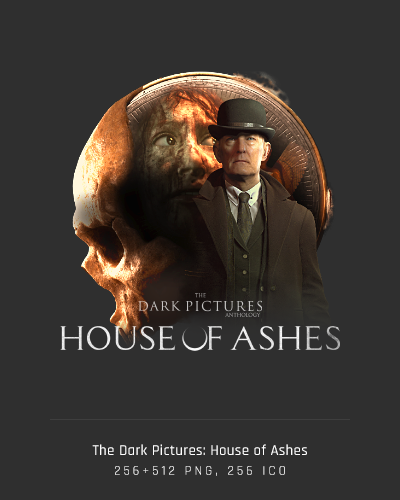 THE
DARK PICTURES
ANTHOLOGY
HOUSE OF ASHES
The Dark Pictures: House of Ashes
256+512 PNG, 256 ICO